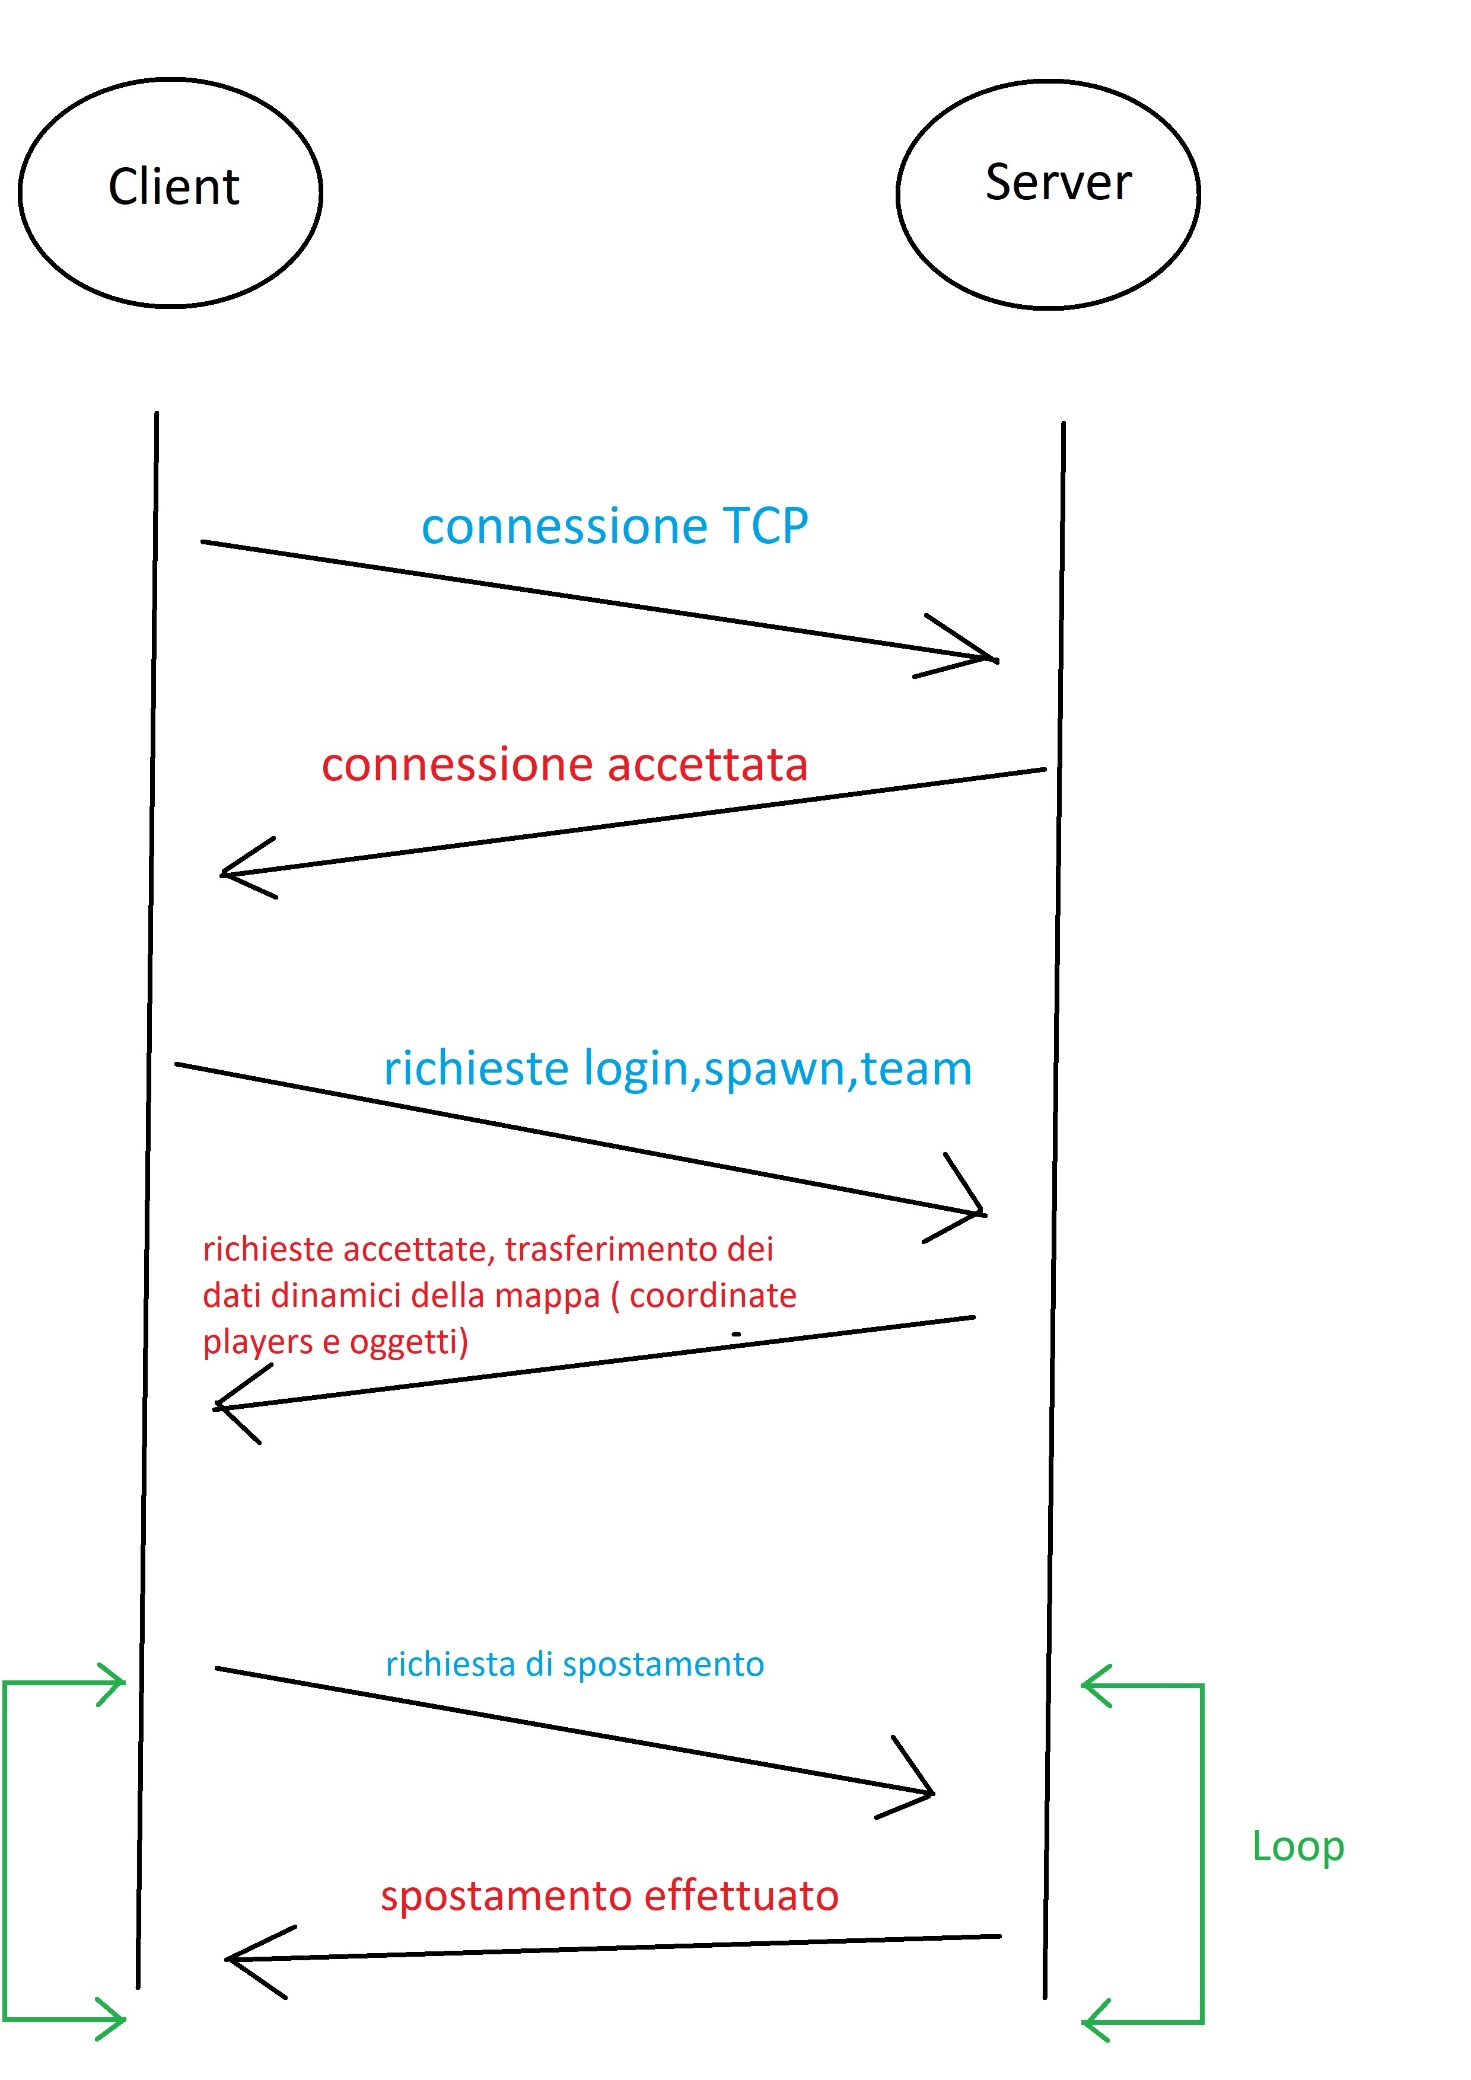 Client
Server
connessione TCP
connessione accettata
richieste login,spawn,team
richieste accettate, trasferimento dei
dati dinamici della mappa ( coordinate
players e oggetti)
richiesta di spostamento
Loop
spostamento effettuato